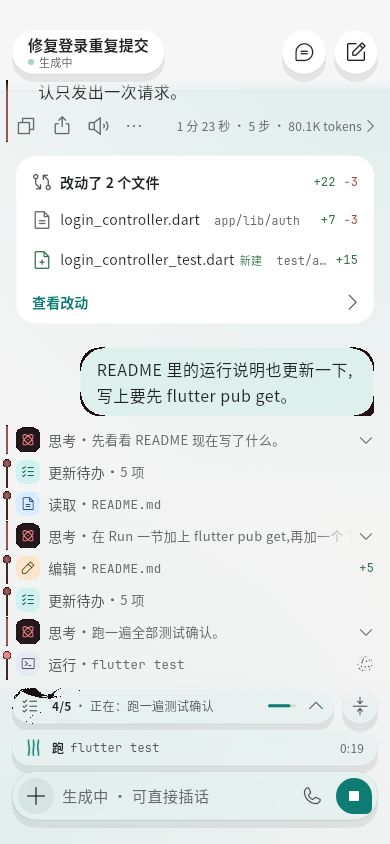 修复登录重复提交
生成中
认只发出一次请求。
1 分 23 秒 · 5 步 · 80.1K tokens
改动了 2 个文件 +22 -3
login_controller.dart app/lib/auth +7 -3
login_controller_test.dart 新建 test/a… +15
查看改动
README 里的运行说明也更新一下,
写上要先 flutter pub get。
思考 · 先看看 README 现在写了什么。
更新待办 · 5 项
读取 · README.md
思考 · 在 Run 一节加上 flutter pub get,再加一个
编辑 · README.md +5
更新待办 · 5 项
思考 · 跑一遍全部测试确认。
运行 · flutter test
4/5 · 正在：跑一遍测试确认
跑 flutter test 0:19
生成中 · 可直接插话